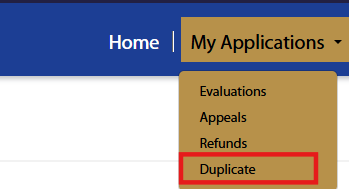 Home | My Applications
Evaluations
Appeals
Refunds
Duplicate